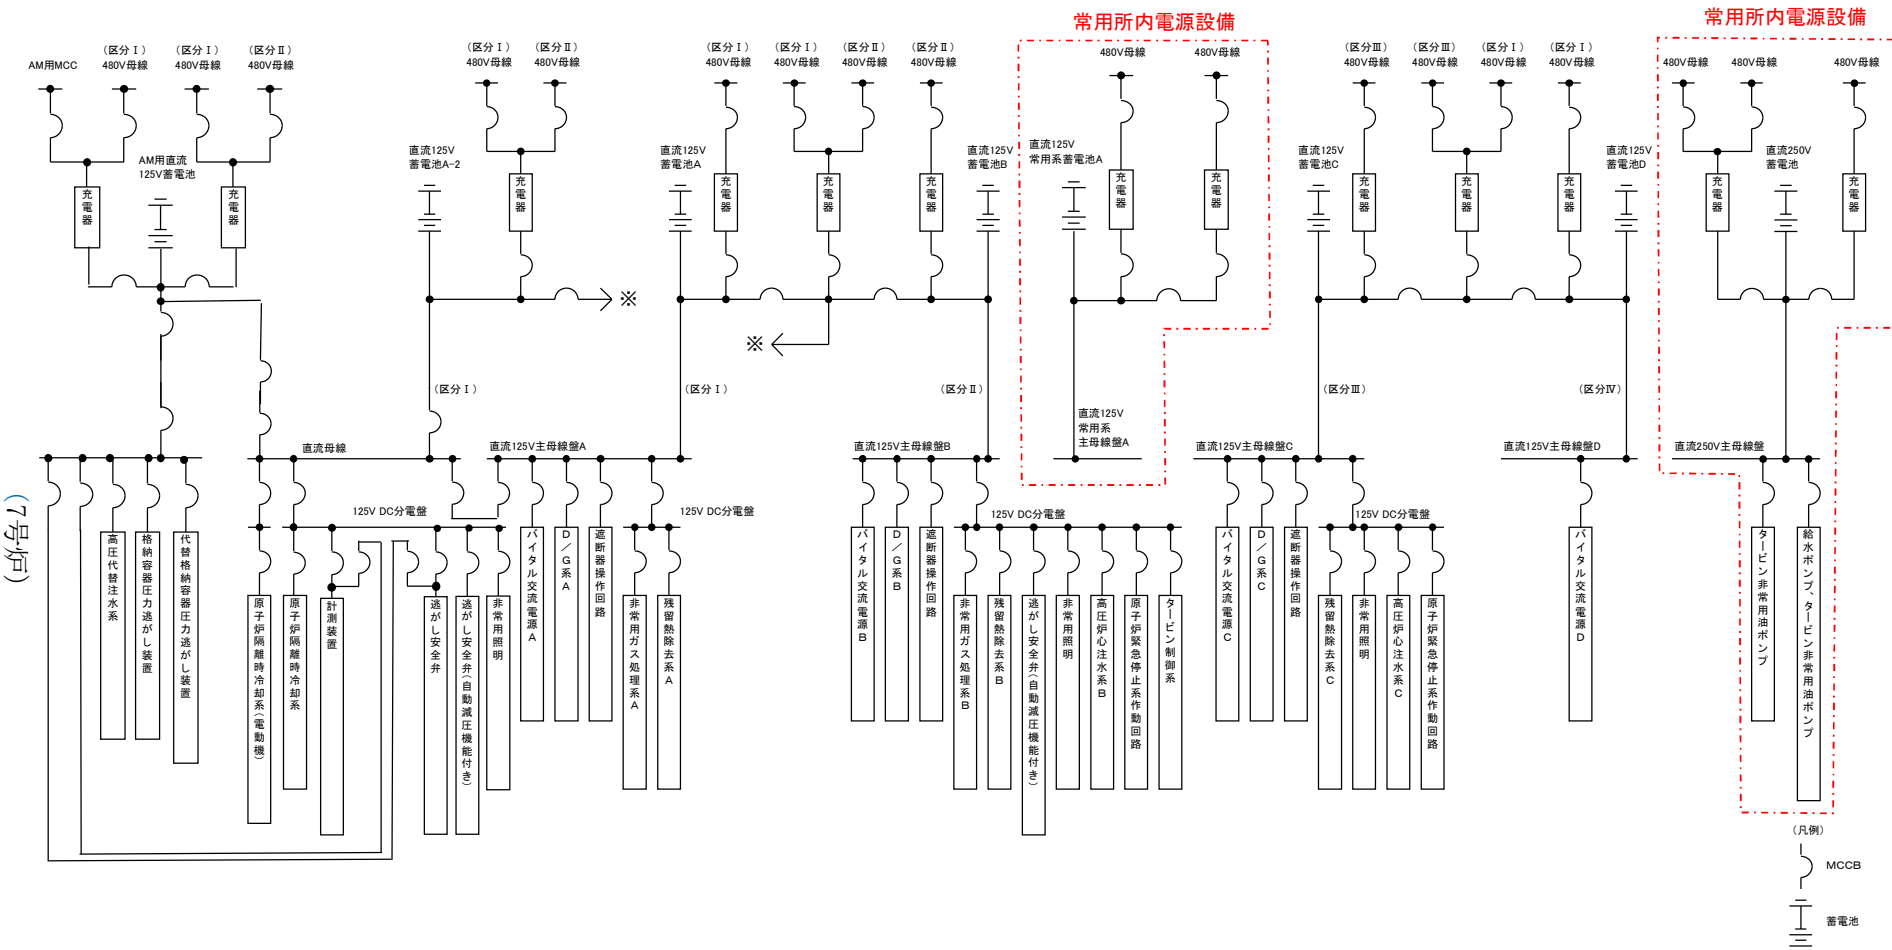 常用所内電源設備
常用所内電源設備
AM用MCC
(区分Ⅰ)
480V母線
(区分Ⅰ)
480V母線
(区分Ⅱ)
480V母線
(区分Ⅰ)
480V母線
(区分Ⅱ)
480V母線
(区分Ⅰ)
480V母線
(区分Ⅰ)
480V母線
(区分Ⅱ)
480V母線
(区分Ⅱ)
480V母線
480V母線
480V母線
(区分Ⅲ)
480V母線
(区分Ⅲ)
480V母線
(区分Ⅰ)
480V母線
(区分Ⅰ)
480V母線
480V母線
480V母線
480V母線
AM用直流
125V蓄電池
直流125V
蓄電池A-2
直流125V
蓄電池A
直流125V
蓄電池B
直流125V
常用系蓄電池A
直流125V
蓄電池C
直流125V
蓄電池D
直流250V
蓄電池
充電器
充電器
充電器
充電器
充電器
充電器
充電器
充電器
充電器
充電器
充電器
充電器
充電器
※
※
(区分Ⅰ)
(区分Ⅰ)
(区分Ⅱ)
(区分Ⅲ)
(区分Ⅳ)
直流125V
常用系
主母線盤A
直流母線
直流125V主母線盤A
直流125V主母線盤B
直流125V主母線盤C
直流125V主母線盤D
直流250V主母線盤
125V DC分電盤
125V DC分電盤
125V DC分電盤
125V DC分電盤
(7号炉)
高圧代替注水系
格納容器圧力逃がし装置
代替格納容器圧力逃がし装置
原子炉隔離時冷却系(電動機)
原子炉隔離時冷却系
計測装置
逃がし安全弁
逃がし安全弁(自動減圧機能付き)
非常用照明
バイタル交流電源A
D/G系A
遮断器操作回路
非常用ガス処理系A
残留熱除去系A
バイタル交流電源B
D/G系B
遮断器操作回路
非常用ガス処理系B
残留熱除去系B
逃がし安全弁(自動減圧機能付き)
非常用照明
高圧炉心注水系B
原子炉緊急停止系作動回路
タービン制御系
バイタル交流電源C
D/G系C
遮断器操作回路
残留熱除去系C
非常用照明
高圧炉心注水系C
原子炉緊急停止系作動回路
バイタル交流電源D
タービン非常用油ポンプ
給水ポンプ、タービン非常用油ポンプ
(凡例)
MCCB
蓄電池